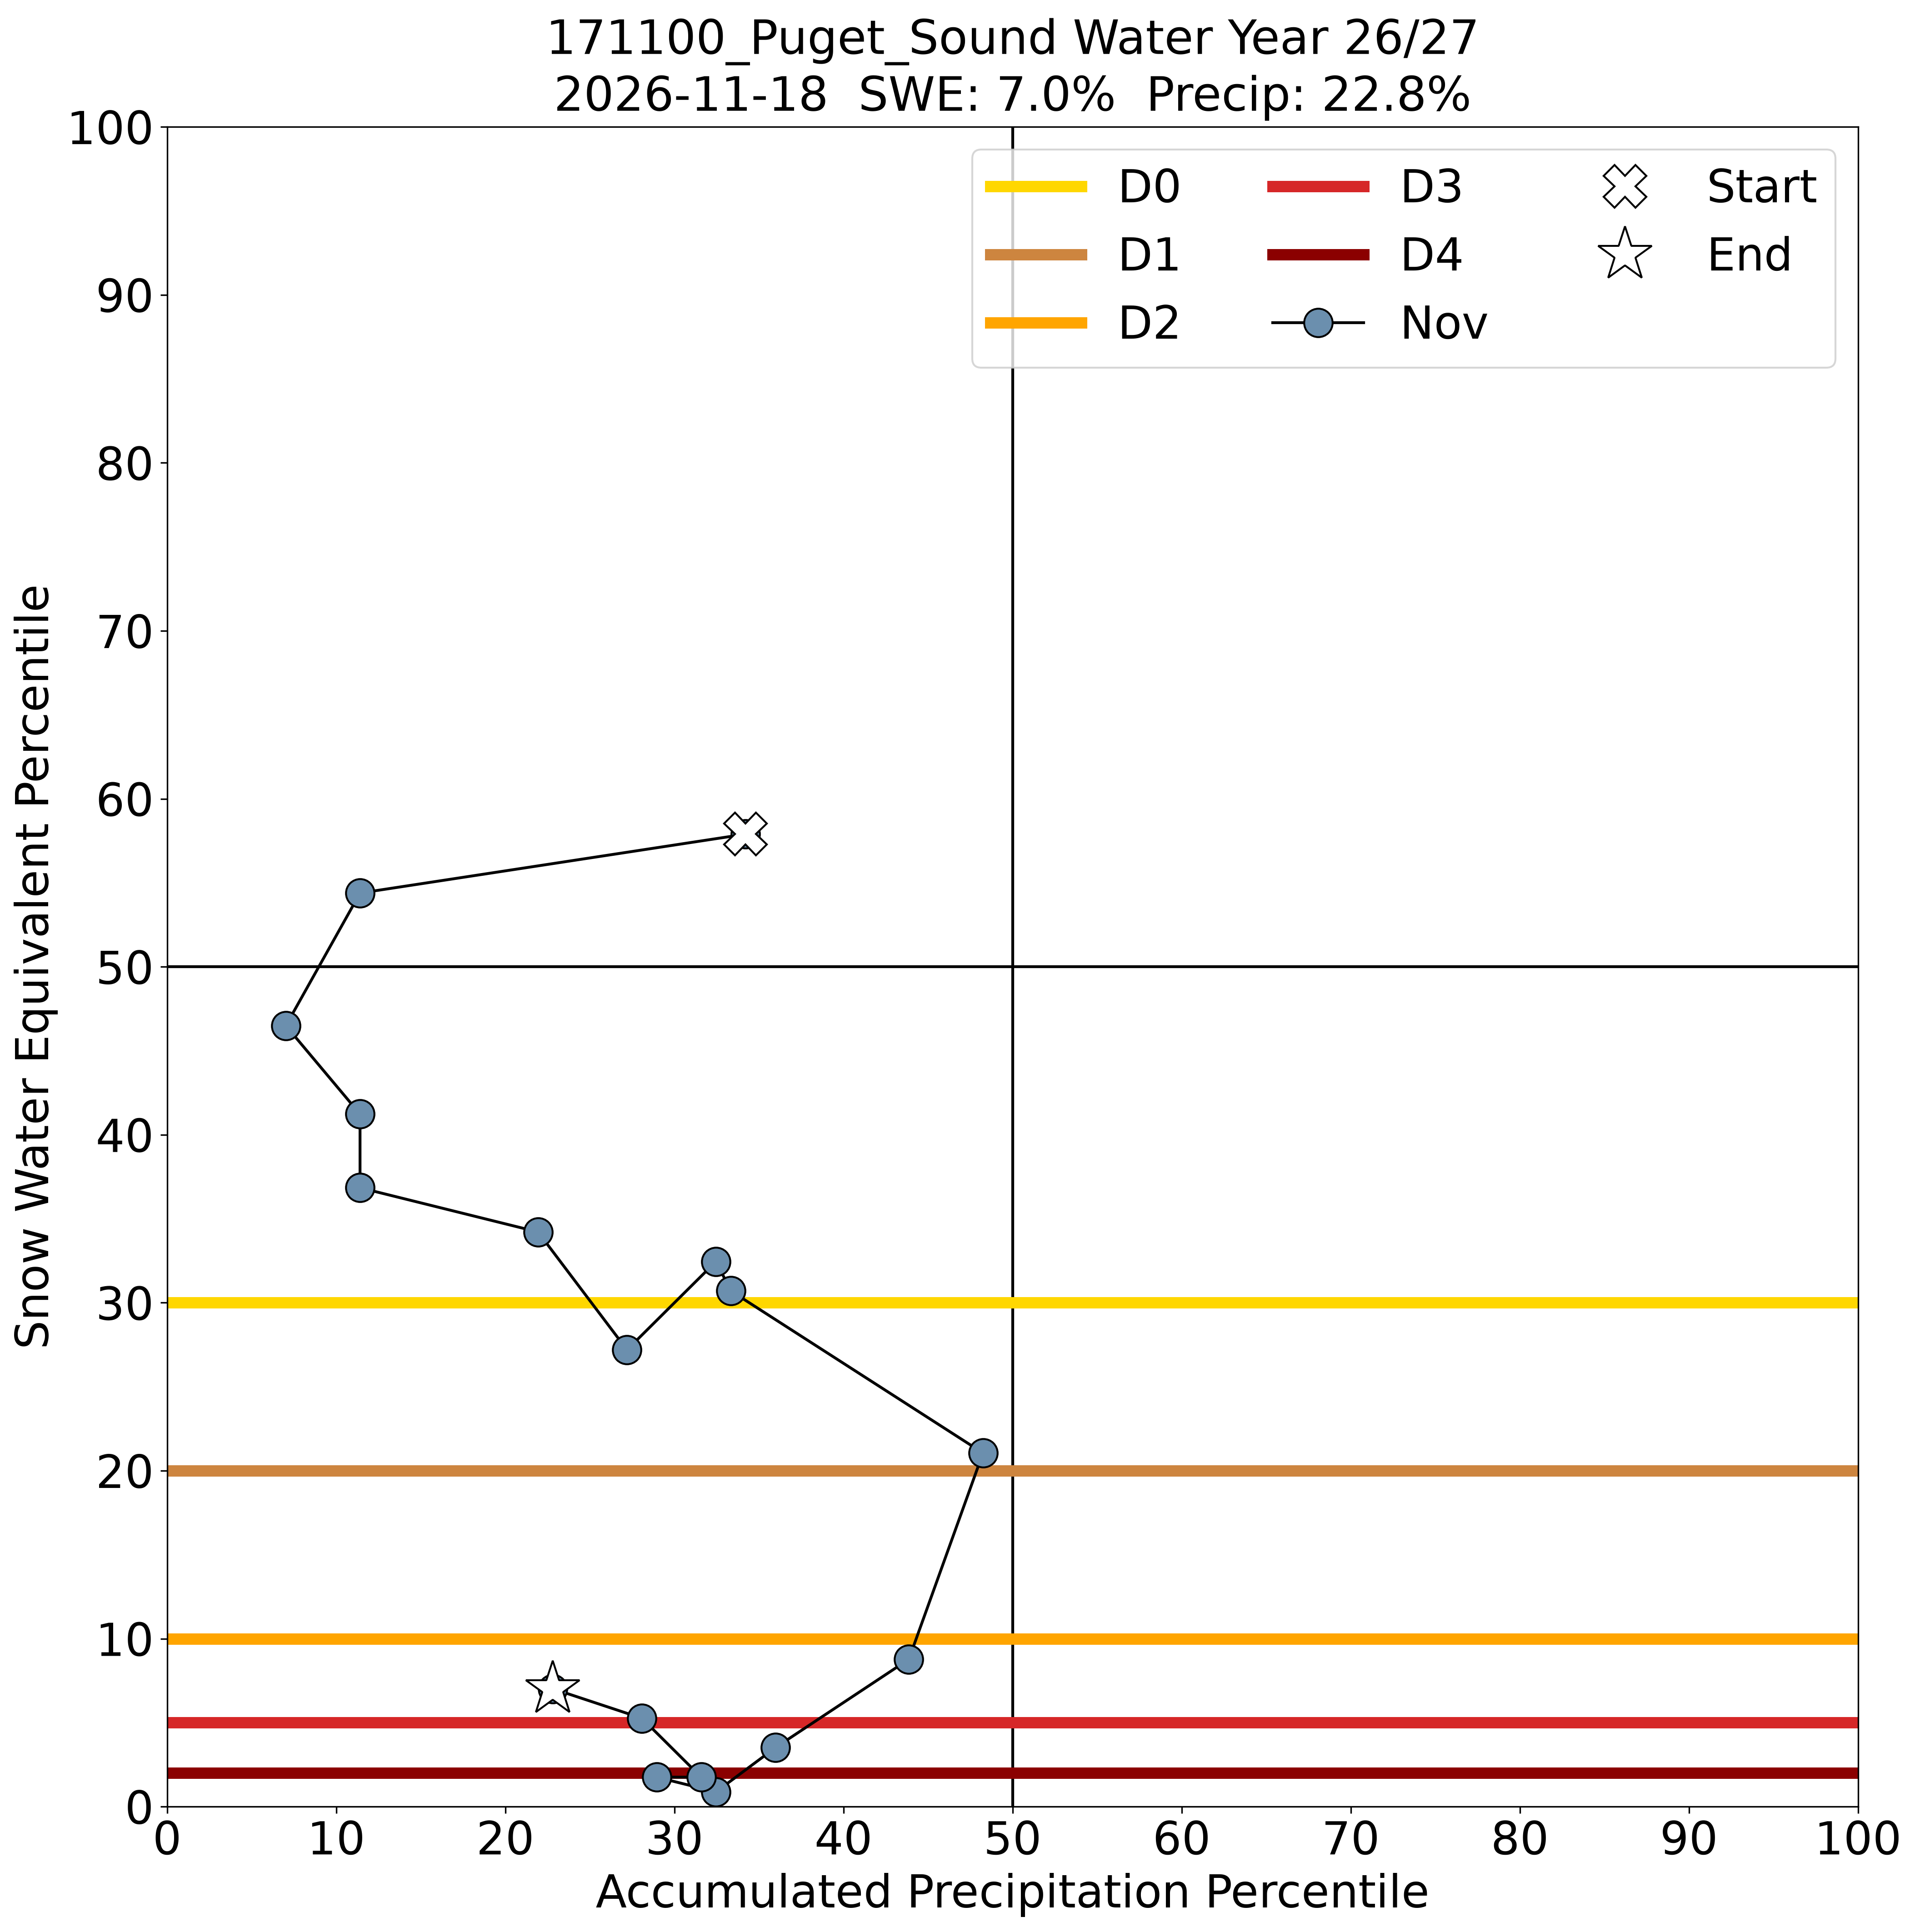 171100_Puget_Sound Water Year 26/27
2026-11-18 SWE: 7.0% Precip: 22.8%
D0
D1
D2
D3
D4
Nov
Start
End
Snow Water Equivalent Percentile
100
90
80
70
60
50
40
30
20
10
0
0 10 20 30 40 50 60 70 80 90 100
Accumulated Precipitation Percentile